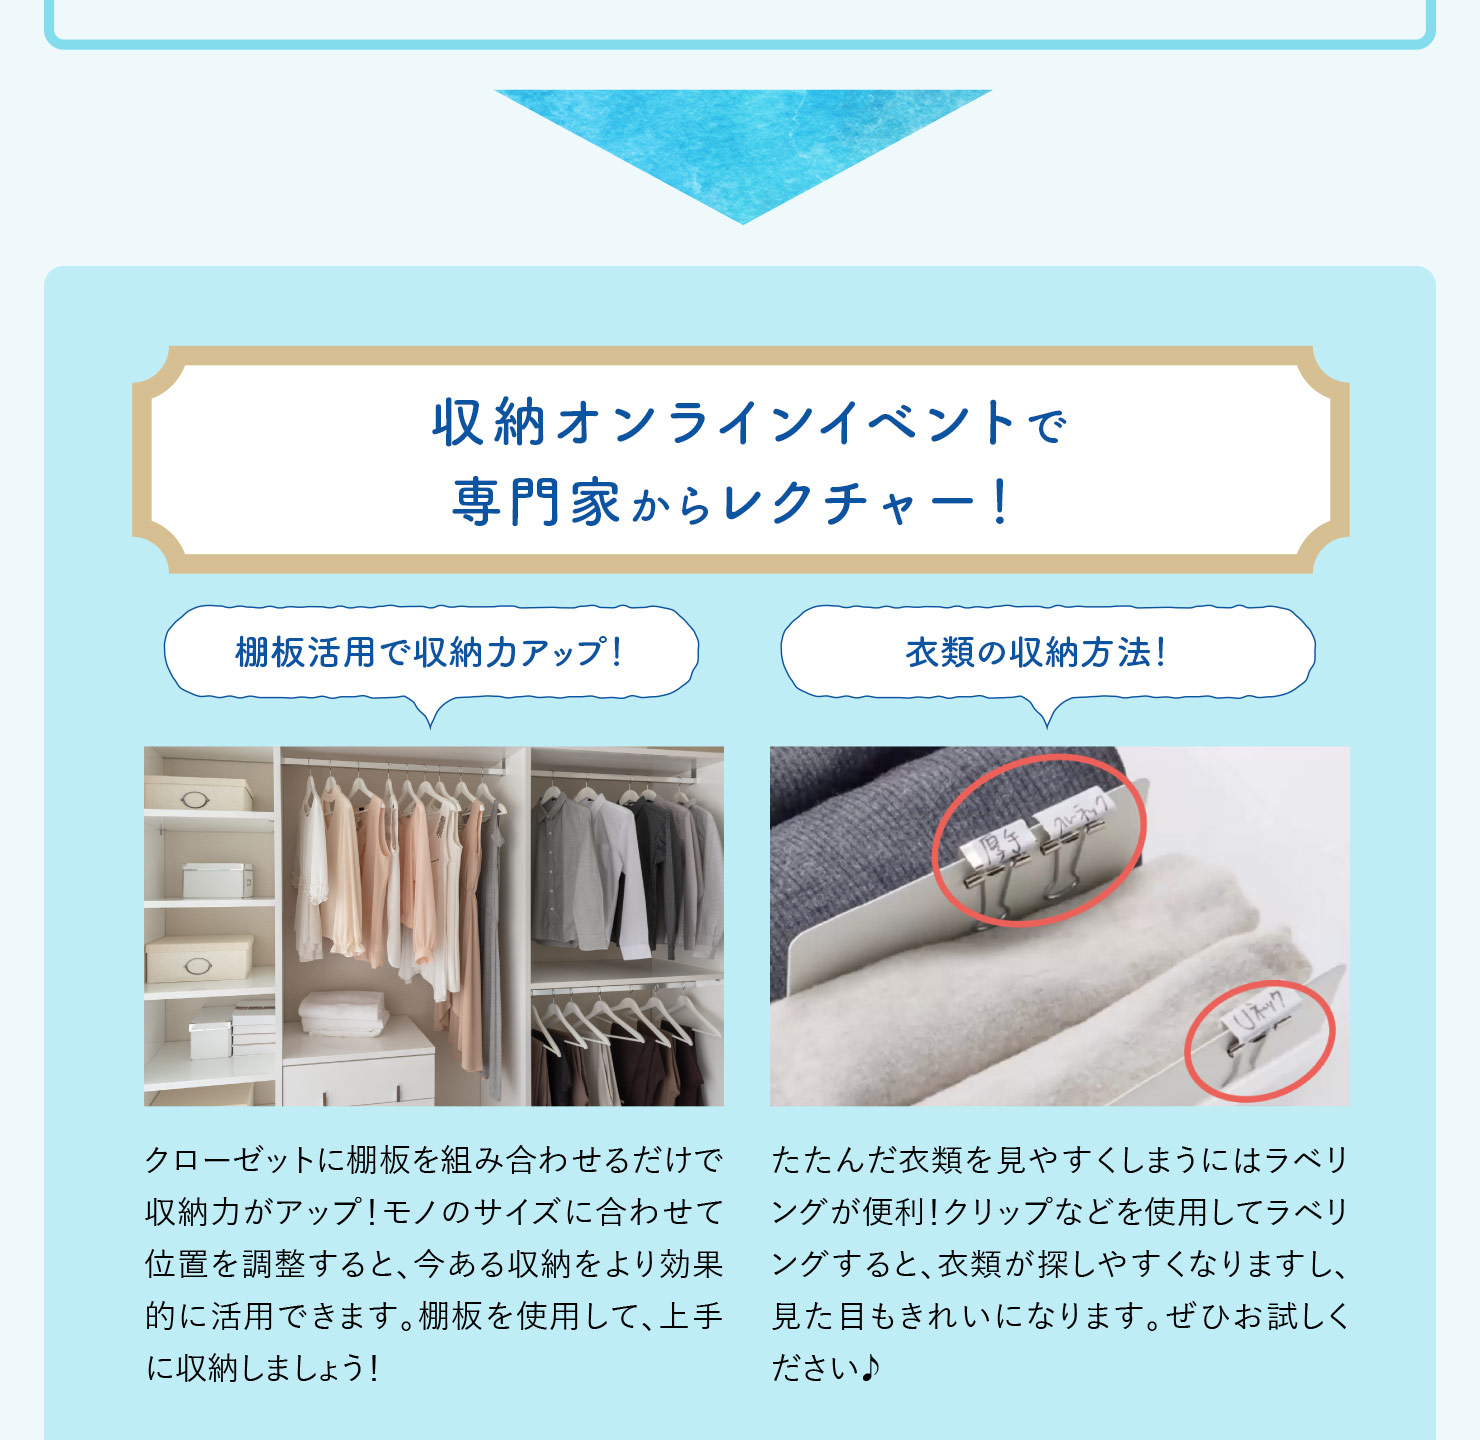 収納オンラインイベントで
専門家からレクチャー!
棚板活用で収納力アップ!
衣類の収納方法!
厚手
クルーネック
Uネック
クローゼットに棚板を組み合わせるだけで
収納力がアップ!モノのサイズに合わせて
位置を調整すると、今ある収納をより効果
的に活用できます。棚板を使用して、上手
に収納しましょう!
たたんだ衣類を見やすくしまうにはラベリ
ングが便利!クリップなどを使用してラベリ
ングすると、衣類が探しやすくなりますし、
見た目もきれいになります。ぜひお試しく
ださい♪